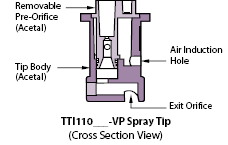 Removable
Pre-Orifice
(Acetal)
Air Induction
Hole
Tip Body
(Acetal)
Exit Orifice
TTI110___-VP Spray Tip
(Cross Section View)